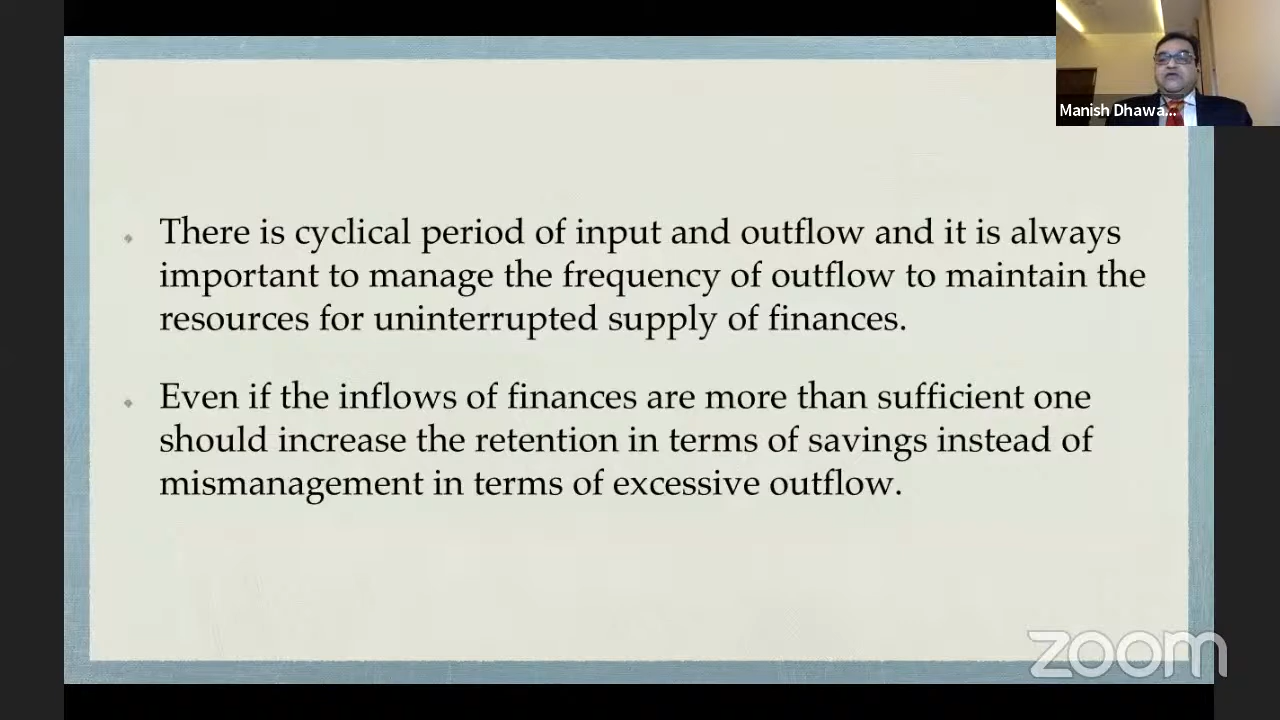 Manish Dhawa...
There is cyclical period of input and outflow and it is always
important to manage the frequency of outflow to maintain the
resources for uninterrupted supply of finances.
Even if the inflows of finances are more than sufficient one
should increase the retention in terms of savings instead of
mismanagement in terms of excessive outflow.
zoom